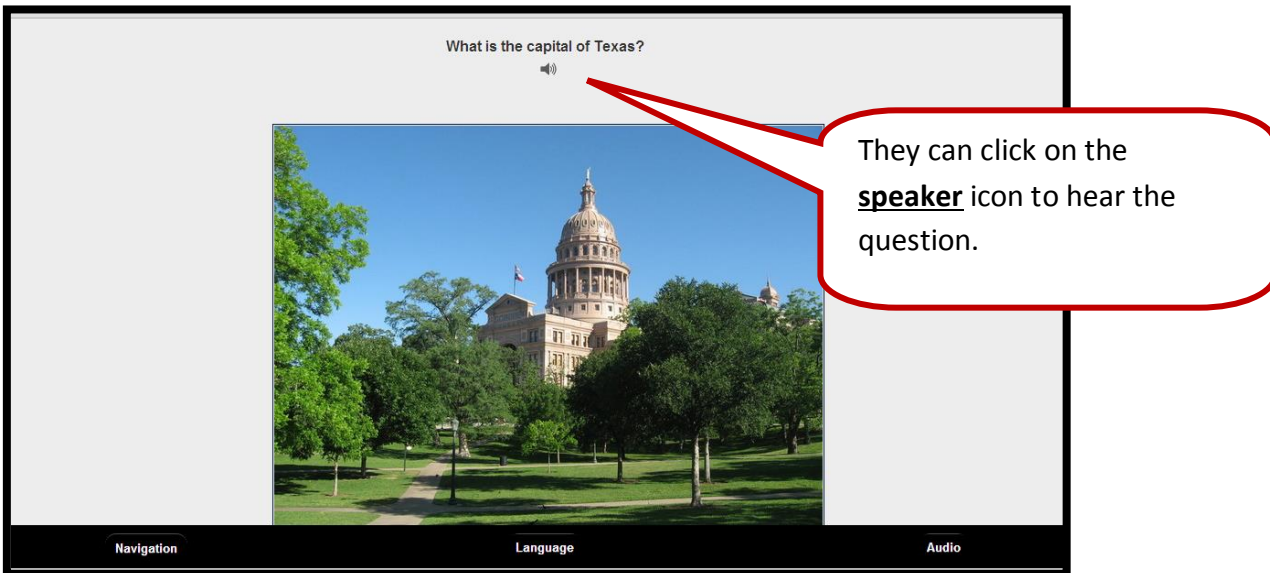 What is the capital of Texas?
They can click on the
speaker icon to hear the
question.
Navigation
Language
Audio